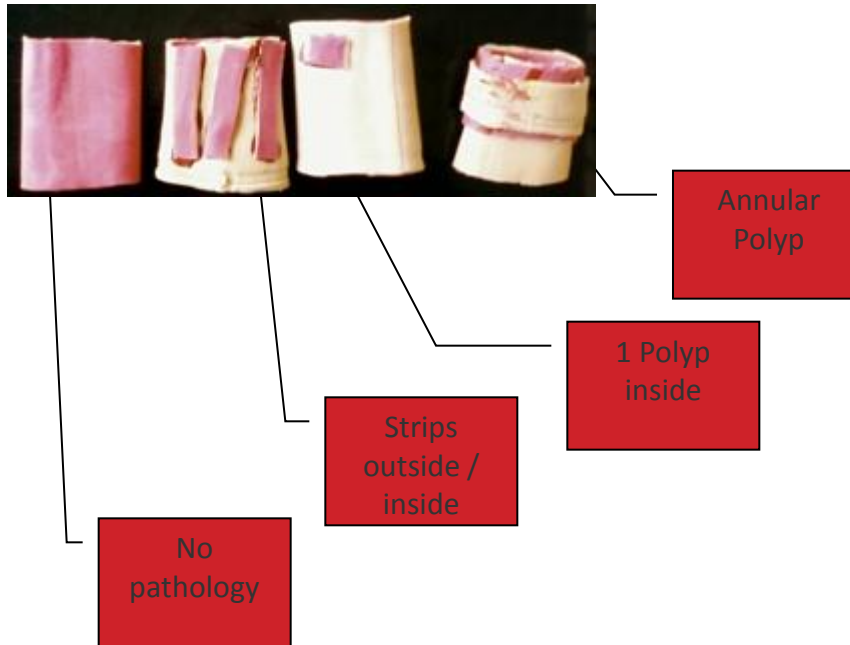 Annular
Polyp
1 Polyp
inside
Strips
outside /
inside
No
pathology